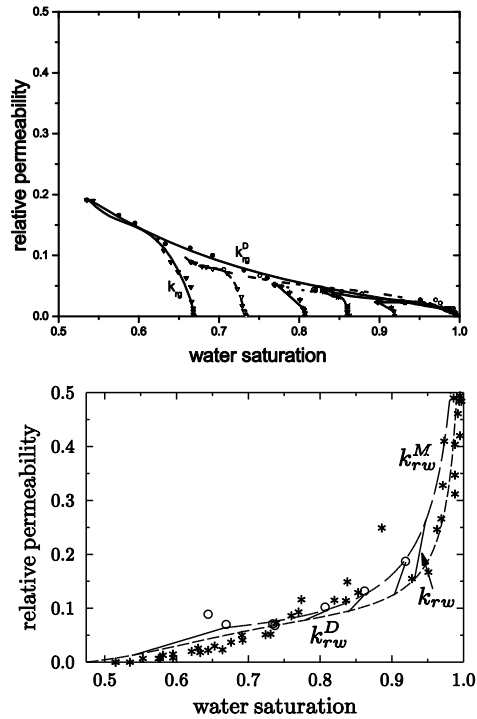 0.5
0.4
relative permeability
0.3
0.2
k_rg^D
0.1
k_rg
0.0
0.5 0.6 0.7 0.8 0.9 1.0
water saturation
0.5
k_rw^M
0.4
relative permeability
0.3
0.2
k_rw
0.1
k_rw^D
0.0
0.5 0.6 0.7 0.8 0.9 1.0
water saturation